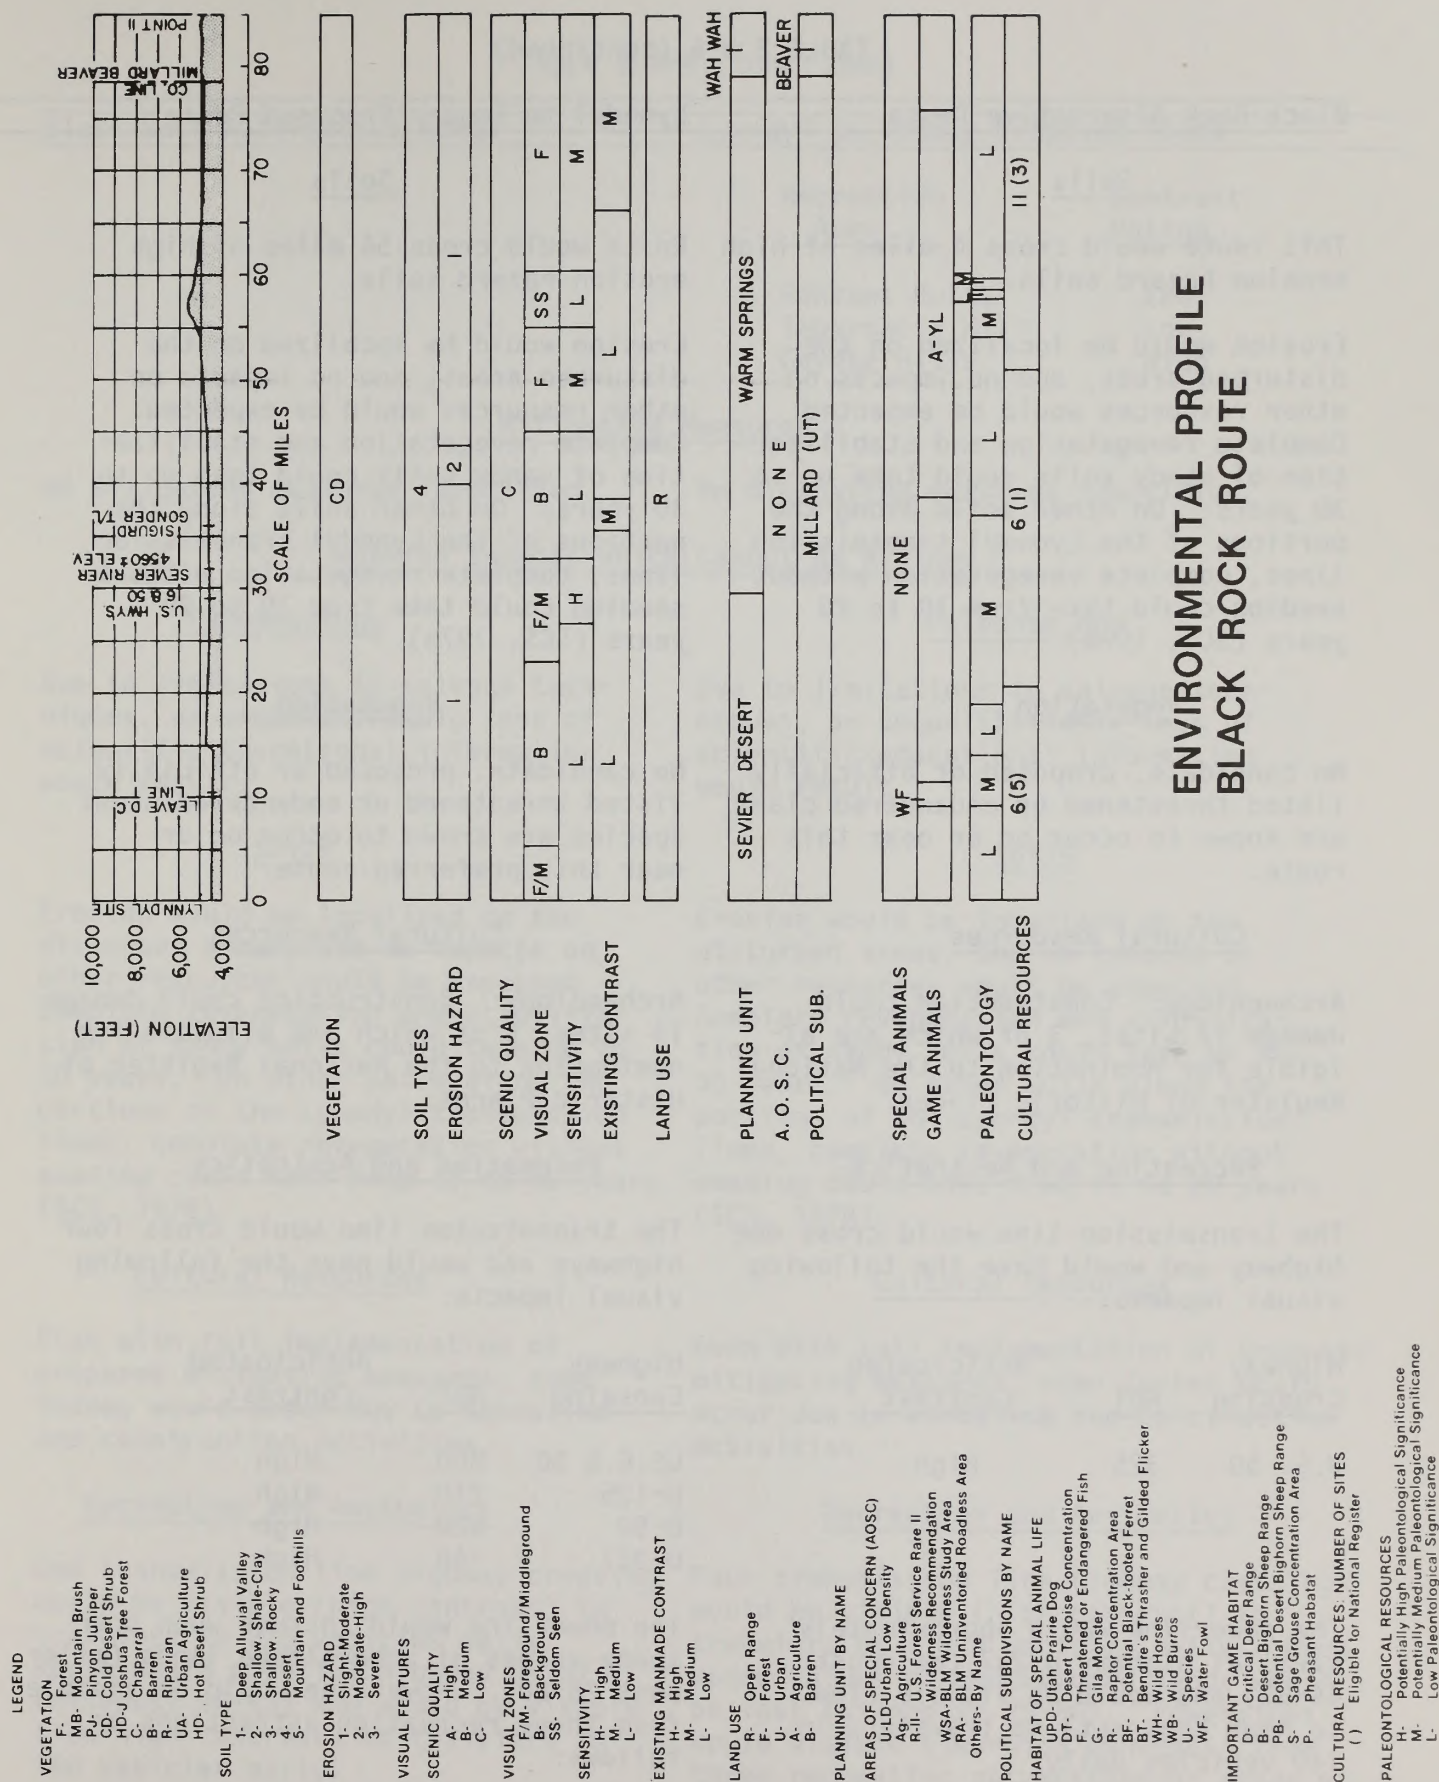 ELEVATION (FEET)
10,000
8,000
6,000
4,000
LYNNDYL SITE
LEAVE D.C.
LINE T
U.S. HWYS.
6 & 50
SEVIER RIVER
4560± ELEV.
SIGURD/
GONDER T/L
CO. LINE
MILLARD BEAVER
POINT II
0 10 20 30 40 50 60 70 80
SCALE OF MILES
VEGETATION CD
SOIL TYPES 4
EROSION HAZARD 1 2 1
SCENIC QUALITY C
VISUAL ZONE F/M B F/M B F SS F
SENSITIVITY L H L M L M
EXISTING CONTRAST L M L M
LAND USE R
PLANNING UNIT SEVIER DESERT WARM SPRINGS WAH WAH
A. O. S. C. NONE
POLITICAL SUB. MILLARD (UT) BEAVER
SPECIAL ANIMALS NONE
GAME ANIMALS WF A-YL
PALEONTOLOGY L M L M L M L H M L
CULTURAL RESOURCES 6(5) 6(1) 11(3)
ENVIRONMENTAL PROFILE
BLACK ROCK ROUTE
LEGEND
VEGETATION
F- Forest
MB- Mountain Brush
PJ- Pinyon Juniper
CD- Cold Desert Shrub
HD-J Joshua Tree Forest
C- Chaparral
B- Barren
R- Riparian
UA- Urban Agriculture
HD- Hot Desert Shrub
SOIL TYPE
1- Deep Alluvial Valley
2- Shallow. Shale-Clay
3- Shallow. Rocky
4- Desert
5- Mountain and Foothills
EROSION HAZARD
1- Slight-Moderate
2- Moderate-High
3- Severe
VISUAL FEATURES
SCENIC QUALITY
A- High
B- Medium
C- Low
VISUAL ZONES
F/M- Foreground/Middleground
B- Background
SS- Seldom Seen
SENSITIVITY
H- High
M- Medium
L- Low
EXISTING MANMADE CONTRAST
H- High
M- Medium
L- Low
LAND USE
R- Open Range
F- Forest
U- Urban
A- Agriculture
B- Barren
PLANNING UNIT BY NAME
AREAS OF SPECIAL CONCERN (AOSC)
U-LD-Urban Low Density
Ag- Agriculture
R-II- U.S. Forest Service Rare II
Wilderness Recommendation
WSA-BLM Wilderness Study Area
RA- BLM Uninventoried Roadless Area
Others- By Name
POLITICAL SUBDIVISIONS BY NAME
HABITAT OF SPECIAL ANIMAL LIFE
UPD- Utah Prairie Dog
DT- Desert Tortoise Concentration
F- Threatened or Endangered Fish
G- Gila Monster
R- Raptor Concentration Area
BF- Potential Black-footed Ferret
BT- Bendire's Thrasher and Gilded Flicker
WH- Wild Horses
WB- Wild Burros
U- Species
WF- Water Fowl
IMPORTANT GAME HABITAT
D- Critical Deer Range
B- Desert Bighorn Sheep Range
PB- Potential Desert Bighorn Sheep Range
S- Sage Grouse Concentration Area
P- Pheasant Habatat
CULTURAL RESOURCES: NUMBER OF SITES
( ) Eligible for National Register
PALEONTOLOGICAL RESOURCES
H- Potentially High Paleontological Significance
M- Potentially Medium Paleontological Significance
L- Low Paleontological Significance